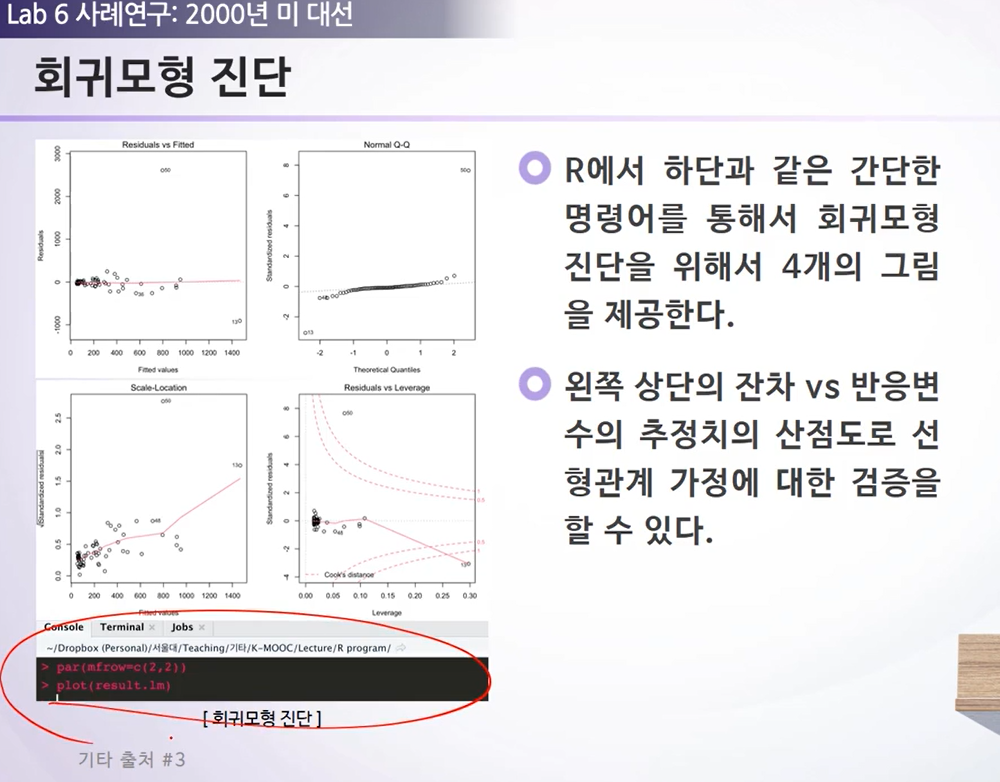 Lab 6 사례연구: 2000년 미 대선
회귀모형 진단
Residuals vs Fitted
Residuals
3000
2000
1000
0
-1000
50
36
13
0 200 400 600 800 1000 1200 1400
Fitted values
Normal Q-Q
Standardized residuals
8
6
4
2
0
-2
50
13
-2 -1 0 1 2
Theoretical Quantiles
Scale-Location
Standardized residuals
2.5
2.0
1.5
1.0
0.5
0.0
50
13
48
0 200 400 600 800 1000 1200 1400
Fitted values
Residuals vs Leverage
Standardized residuals
8
6
4
2
0
-2
-4
50
48
13
1
0.5
0.5
1
Cook's distance
0.00 0.05 0.10 0.15 0.20 0.25 0.30
Leverage
Console Terminal × Jobs ×
~/Dropbox (Personal)/서울대/Teaching/기타/K-MOOC/Lecture/R program/
> par(mfrow=c(2,2))
> plot(result.lm)
[ 회귀모형 진단 ]
기타 출처 #3
R에서 하단과 같은 간단한
명령어를 통해서 회귀모형
진단을 위해서 4개의 그림
을 제공한다.
왼쪽 상단의 잔차 vs 반응변
수의 추정치의 산점도로 선
형관계 가정에 대한 검증을
할 수 있다.